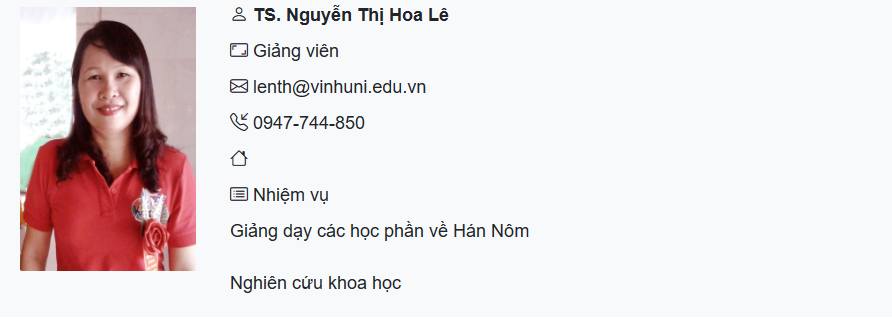 TS. Nguyễn Thị Hoa Lê
Giảng viên
lenth@vinhuni.edu.vn
0947-744-850
Nhiệm vụ
Giảng dạy các học phần về Hán Nôm
Nghiên cứu khoa học